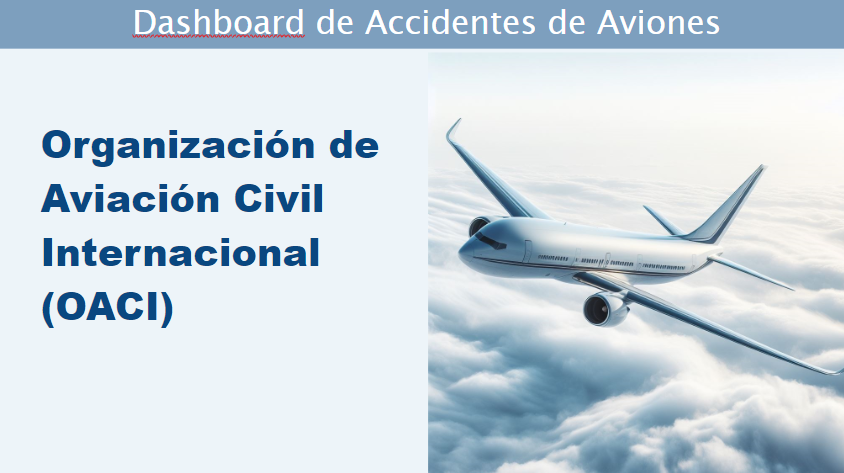 Dashboard de Accidentes de Aviones
Organización de
Aviación Civil
Internacional
(OACI)